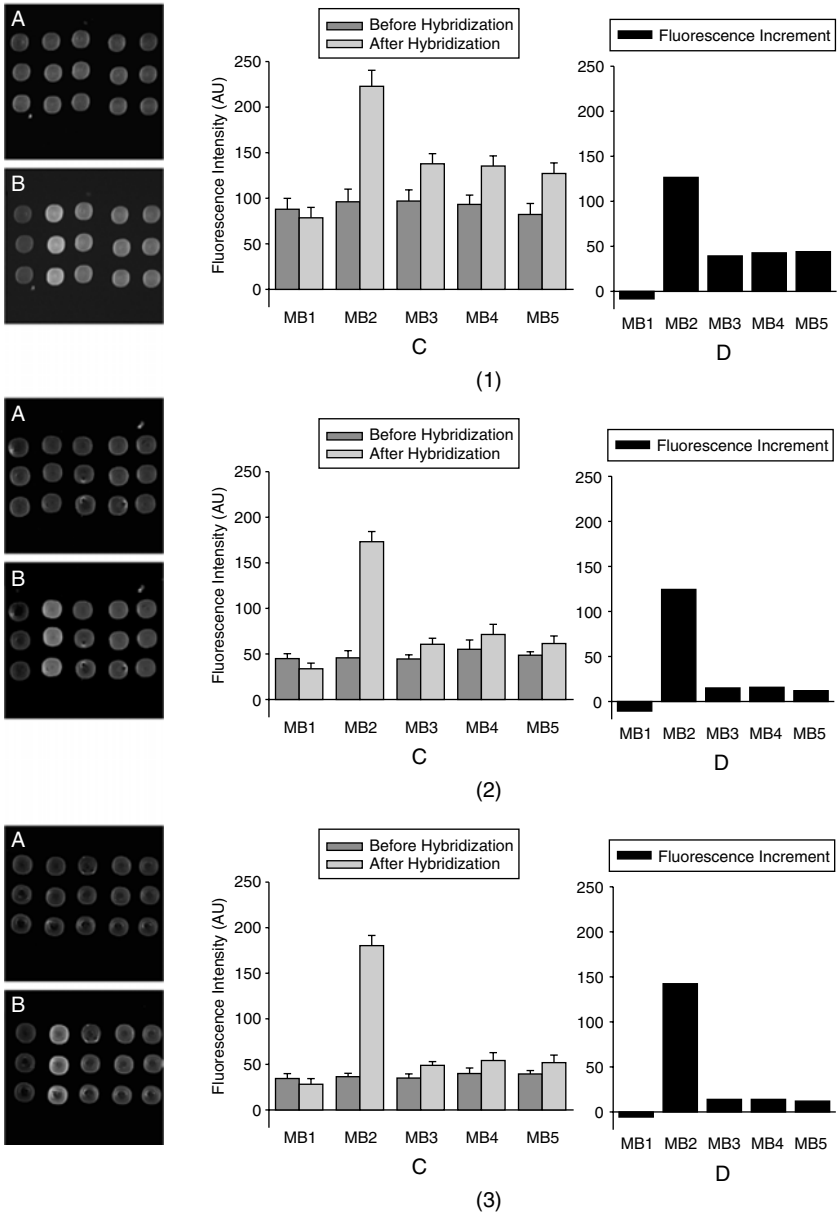 A
B
Before Hybridization
After Hybridization
Fluorescence Intensity (AU)
250
200
150
100
50
0
MB1 MB2 MB3 MB4 MB5
C
Fluorescence Increment
250
200
150
100
50
0
MB1 MB2 MB3 MB4 MB5
D
(1)
A
B
Before Hybridization
After Hybridization
Fluorescence Intensity (AU)
250
200
150
100
50
0
MB1 MB2 MB3 MB4 MB5
C
Fluorescence Increment
250
200
150
100
50
0
MB1 MB2 MB3 MB4 MB5
D
(2)
A
B
Before Hybridization
After Hybridization
Fluorescence Intensity (AU)
250
200
150
100
50
0
MB1 MB2 MB3 MB4 MB5
C
Fluorescence Increment
250
200
150
100
50
0
MB1 MB2 MB3 MB4 MB5
D
(3)